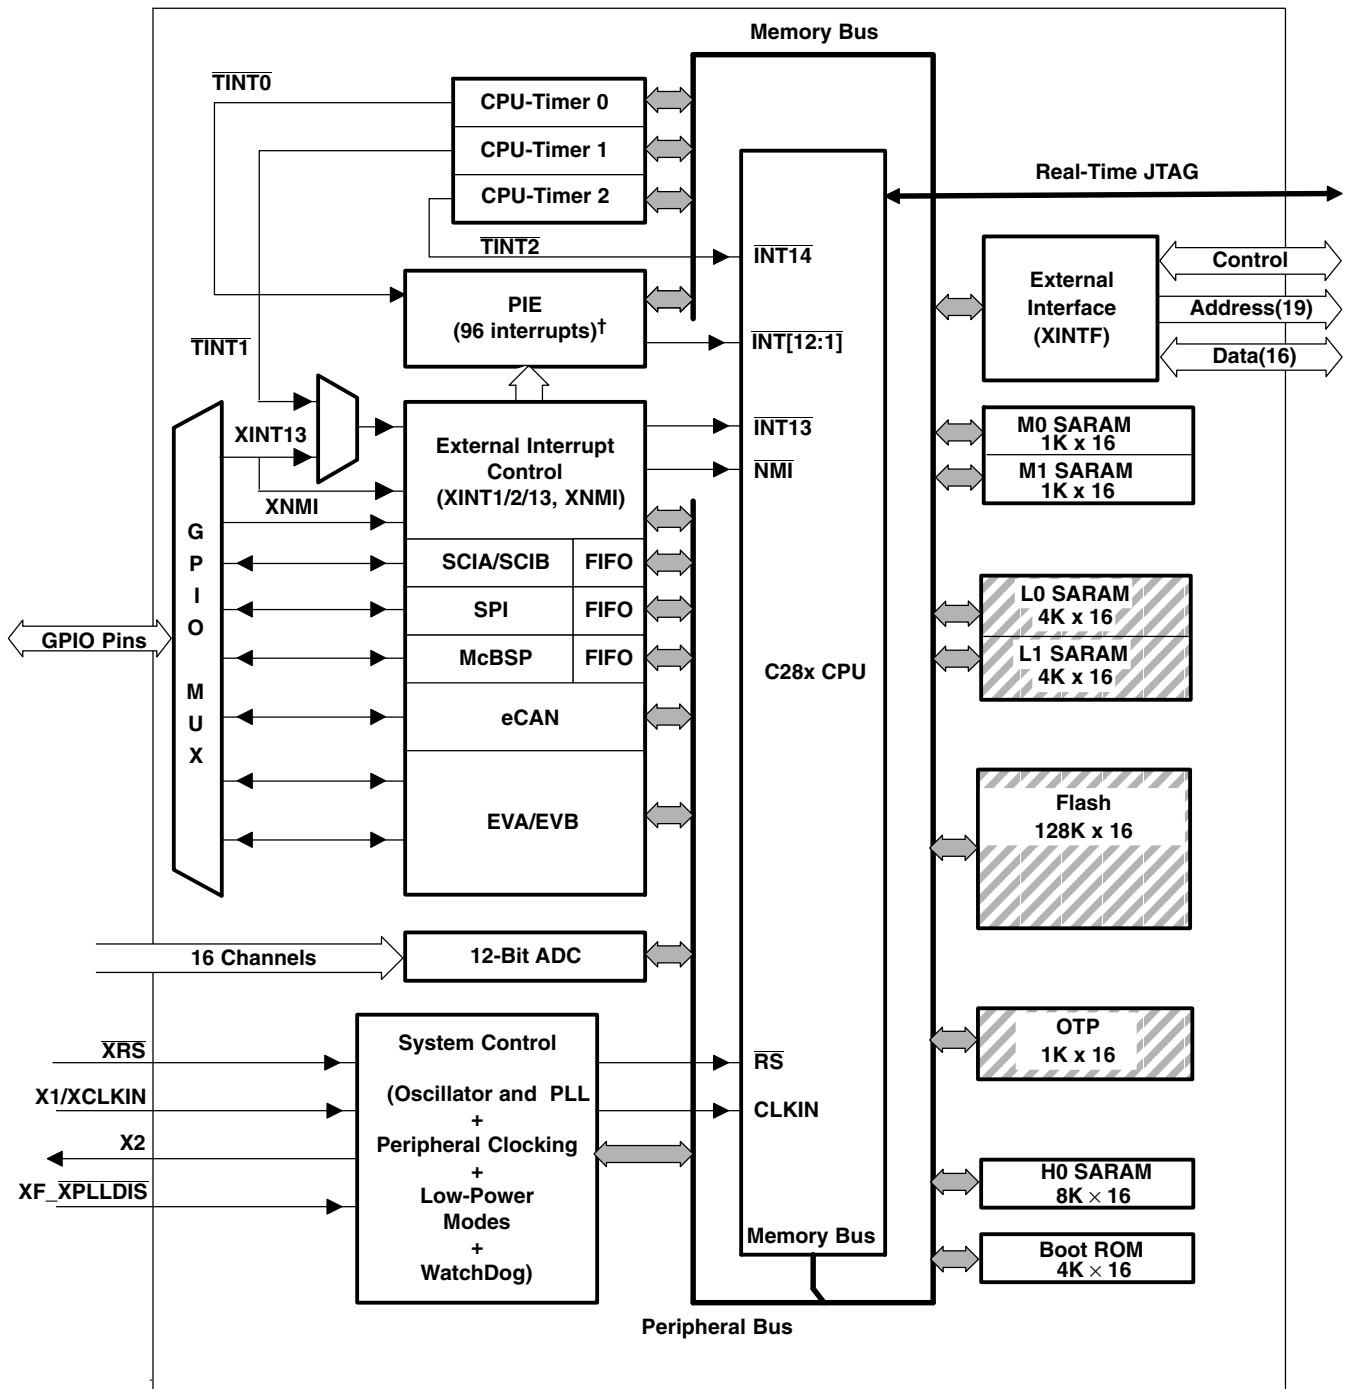 Memory Bus
TINT0
CPU-Timer 0
CPU-Timer 1
CPU-Timer 2
Real-Time JTAG
TINT2
INT14
External
Interface
(XINTF)
Control
Address(19)
Data(16)
PIE
(96 interrupts)†
INT[12:1]
TINT1
XINT13
External Interrupt
Control
(XINT1/2/13, XNMI)
INT13
NMI
M0 SARAM
1K x 16
M1 SARAM
1K x 16
XNMI
G
P
I
O
M
U
X
SCIA/SCIB
FIFO
SPI
FIFO
McBSP
FIFO
eCAN
EVA/EVB
GPIO Pins
C28x CPU
L0 SARAM
4K x 16
L1 SARAM
4K x 16
Flash
128K x 16
16 Channels
12-Bit ADC
OTP
1K x 16
XRS
X1/XCLKIN
X2
XF_XPLLDIS
System Control
(Oscillator and PLL
+
Peripheral Clocking
+
Low-Power
Modes
+
WatchDog)
RS
CLKIN
H0 SARAM
8K × 16
Memory Bus
Boot ROM
4K × 16
Peripheral Bus